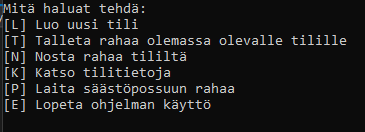 Mitä haluat tehdä:
[L] Luo uusi tili
[T] Talleta rahaa olemassa olevalle tilille
[N] Nosta rahaa tililtä
[K] Katso tilitietoja
[P] Laita säästöpossuun rahaa
[E] Lopeta ohjelman käyttö